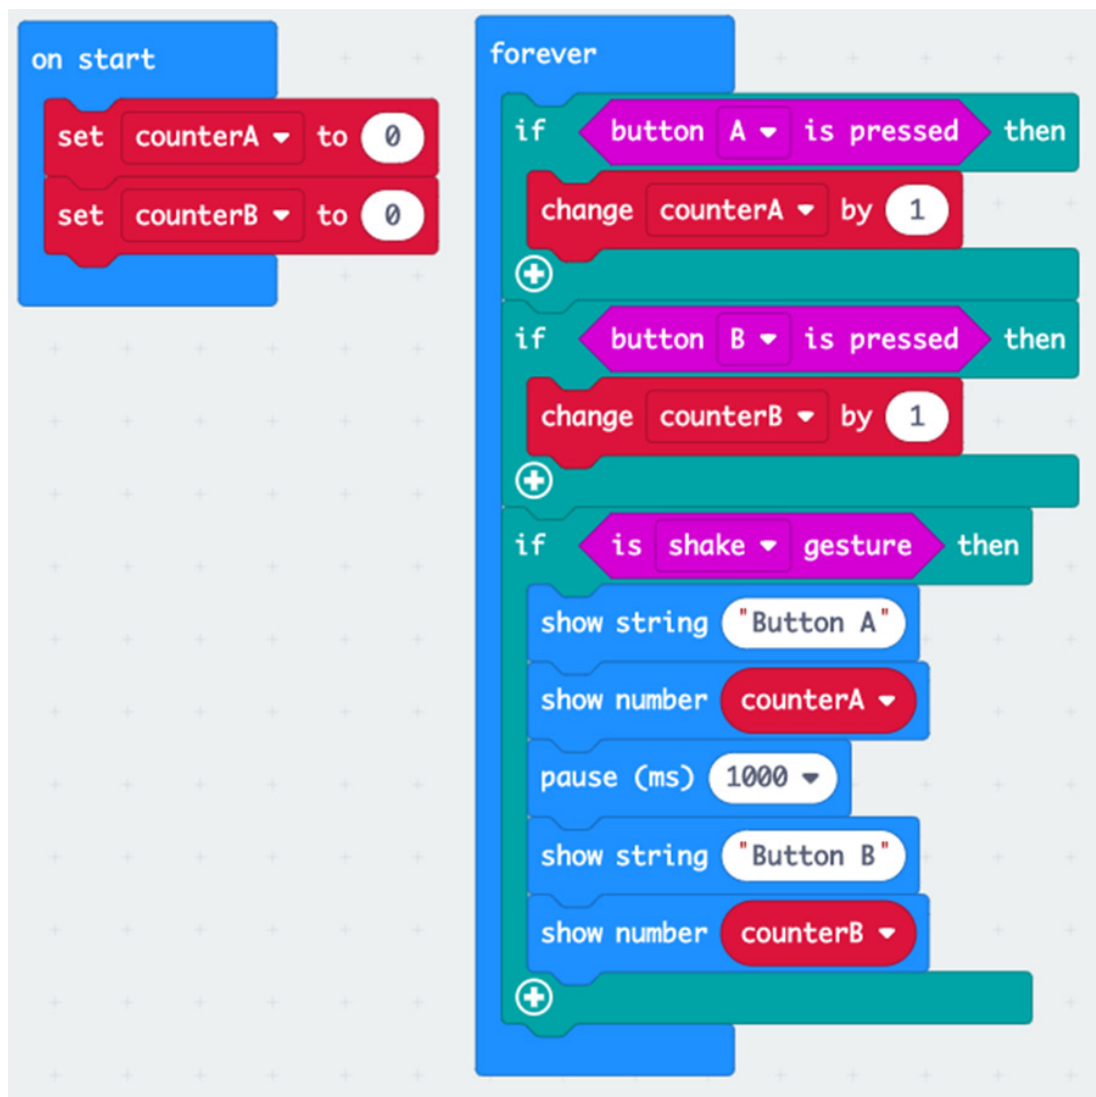 on start
set counterA to 0
set counterB to 0
forever
if button A is pressed then
change counterA by 1
if button B is pressed then
change counterB by 1
if is shake gesture then
show string "Button A"
show number counterA
pause (ms) 1000
show string "Button B"
show number counterB